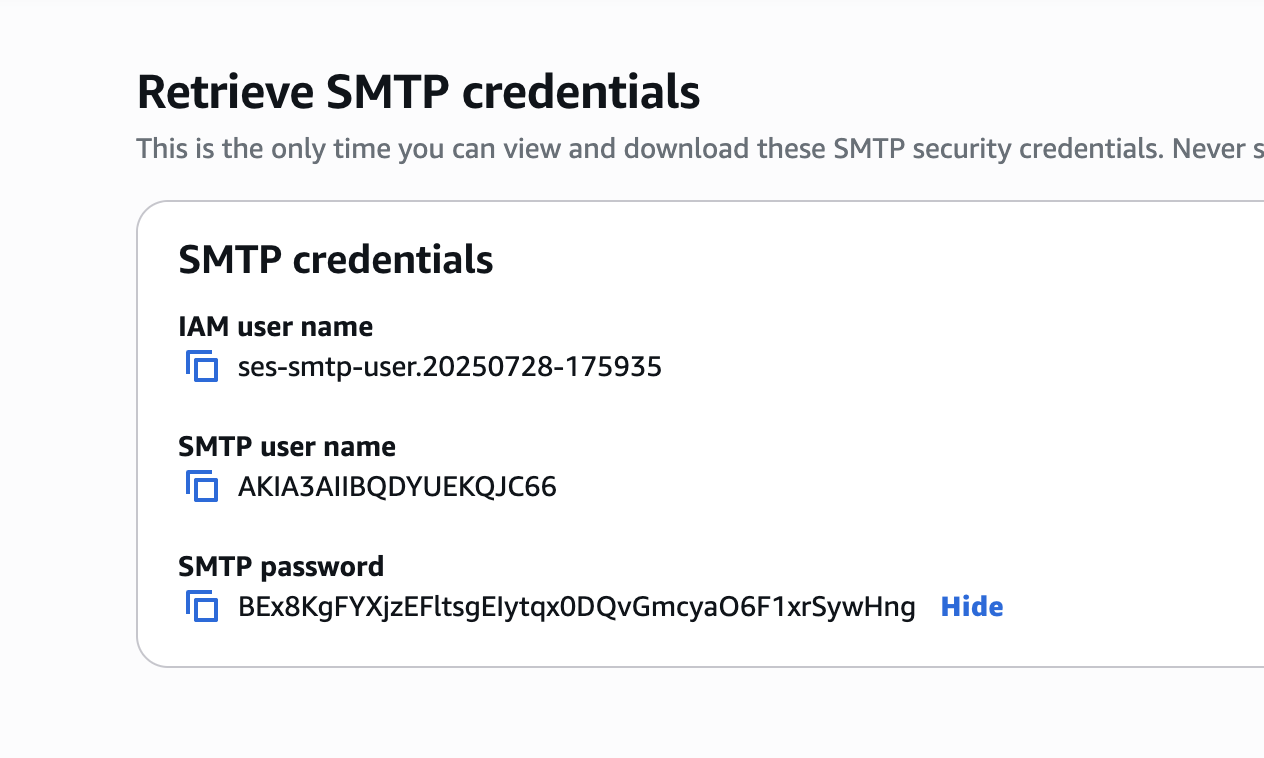 Retrieve SMTP credentials
This is the only time you can view and download these SMTP security credentials. Never s
SMTP credentials
IAM user name
ses-smtp-user.20250728-175935
SMTP user name
AKIA3AIIBQDYUEKQJC66
SMTP password
BEx8KgFYXjzEFltsgEIytqx0DQvGmcyaO6F1xrSywHng Hide